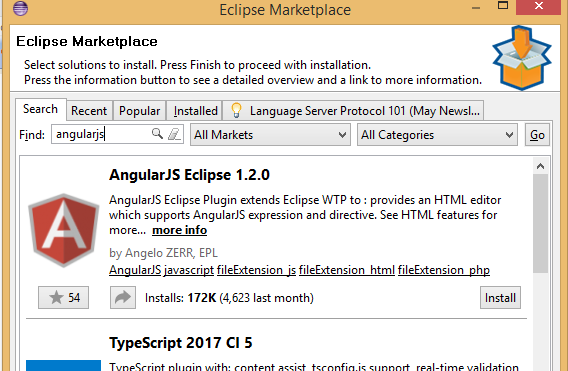 Eclipse Marketplace
Eclipse Marketplace
Select solutions to install. Press Finish to proceed with installation.
Press the information button to see a detailed overview and a link to more information.
Search Recent Popular Installed Language Server Protocol 101 (May Newsl...
Find: angularjs All Markets All Categories Go
AngularJS Eclipse 1.2.0
AngularJS Eclipse Plugin extends Eclipse WTP to : provides an HTML editor
which supports AngularJS expression and directive. See HTML features for
more... more info
by Angelo ZERR, EPL
AngularJS javascript fileExtension_js fileExtension_html fileExtension_php
54 Installs: 172K (4,623 last month) Install
TypeScript 2017 CI 5
TypeScript plugin with: content assist, tsconfig.js support, real-time validation